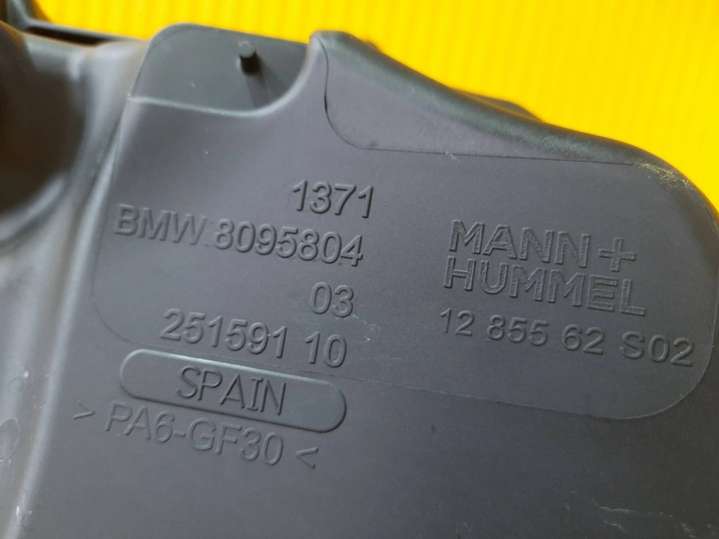 1371
BMW 8095804
03
251591 10
SPAIN
> PA6-GF30 <
MANN+
HUMMEL
12 855 62 S02